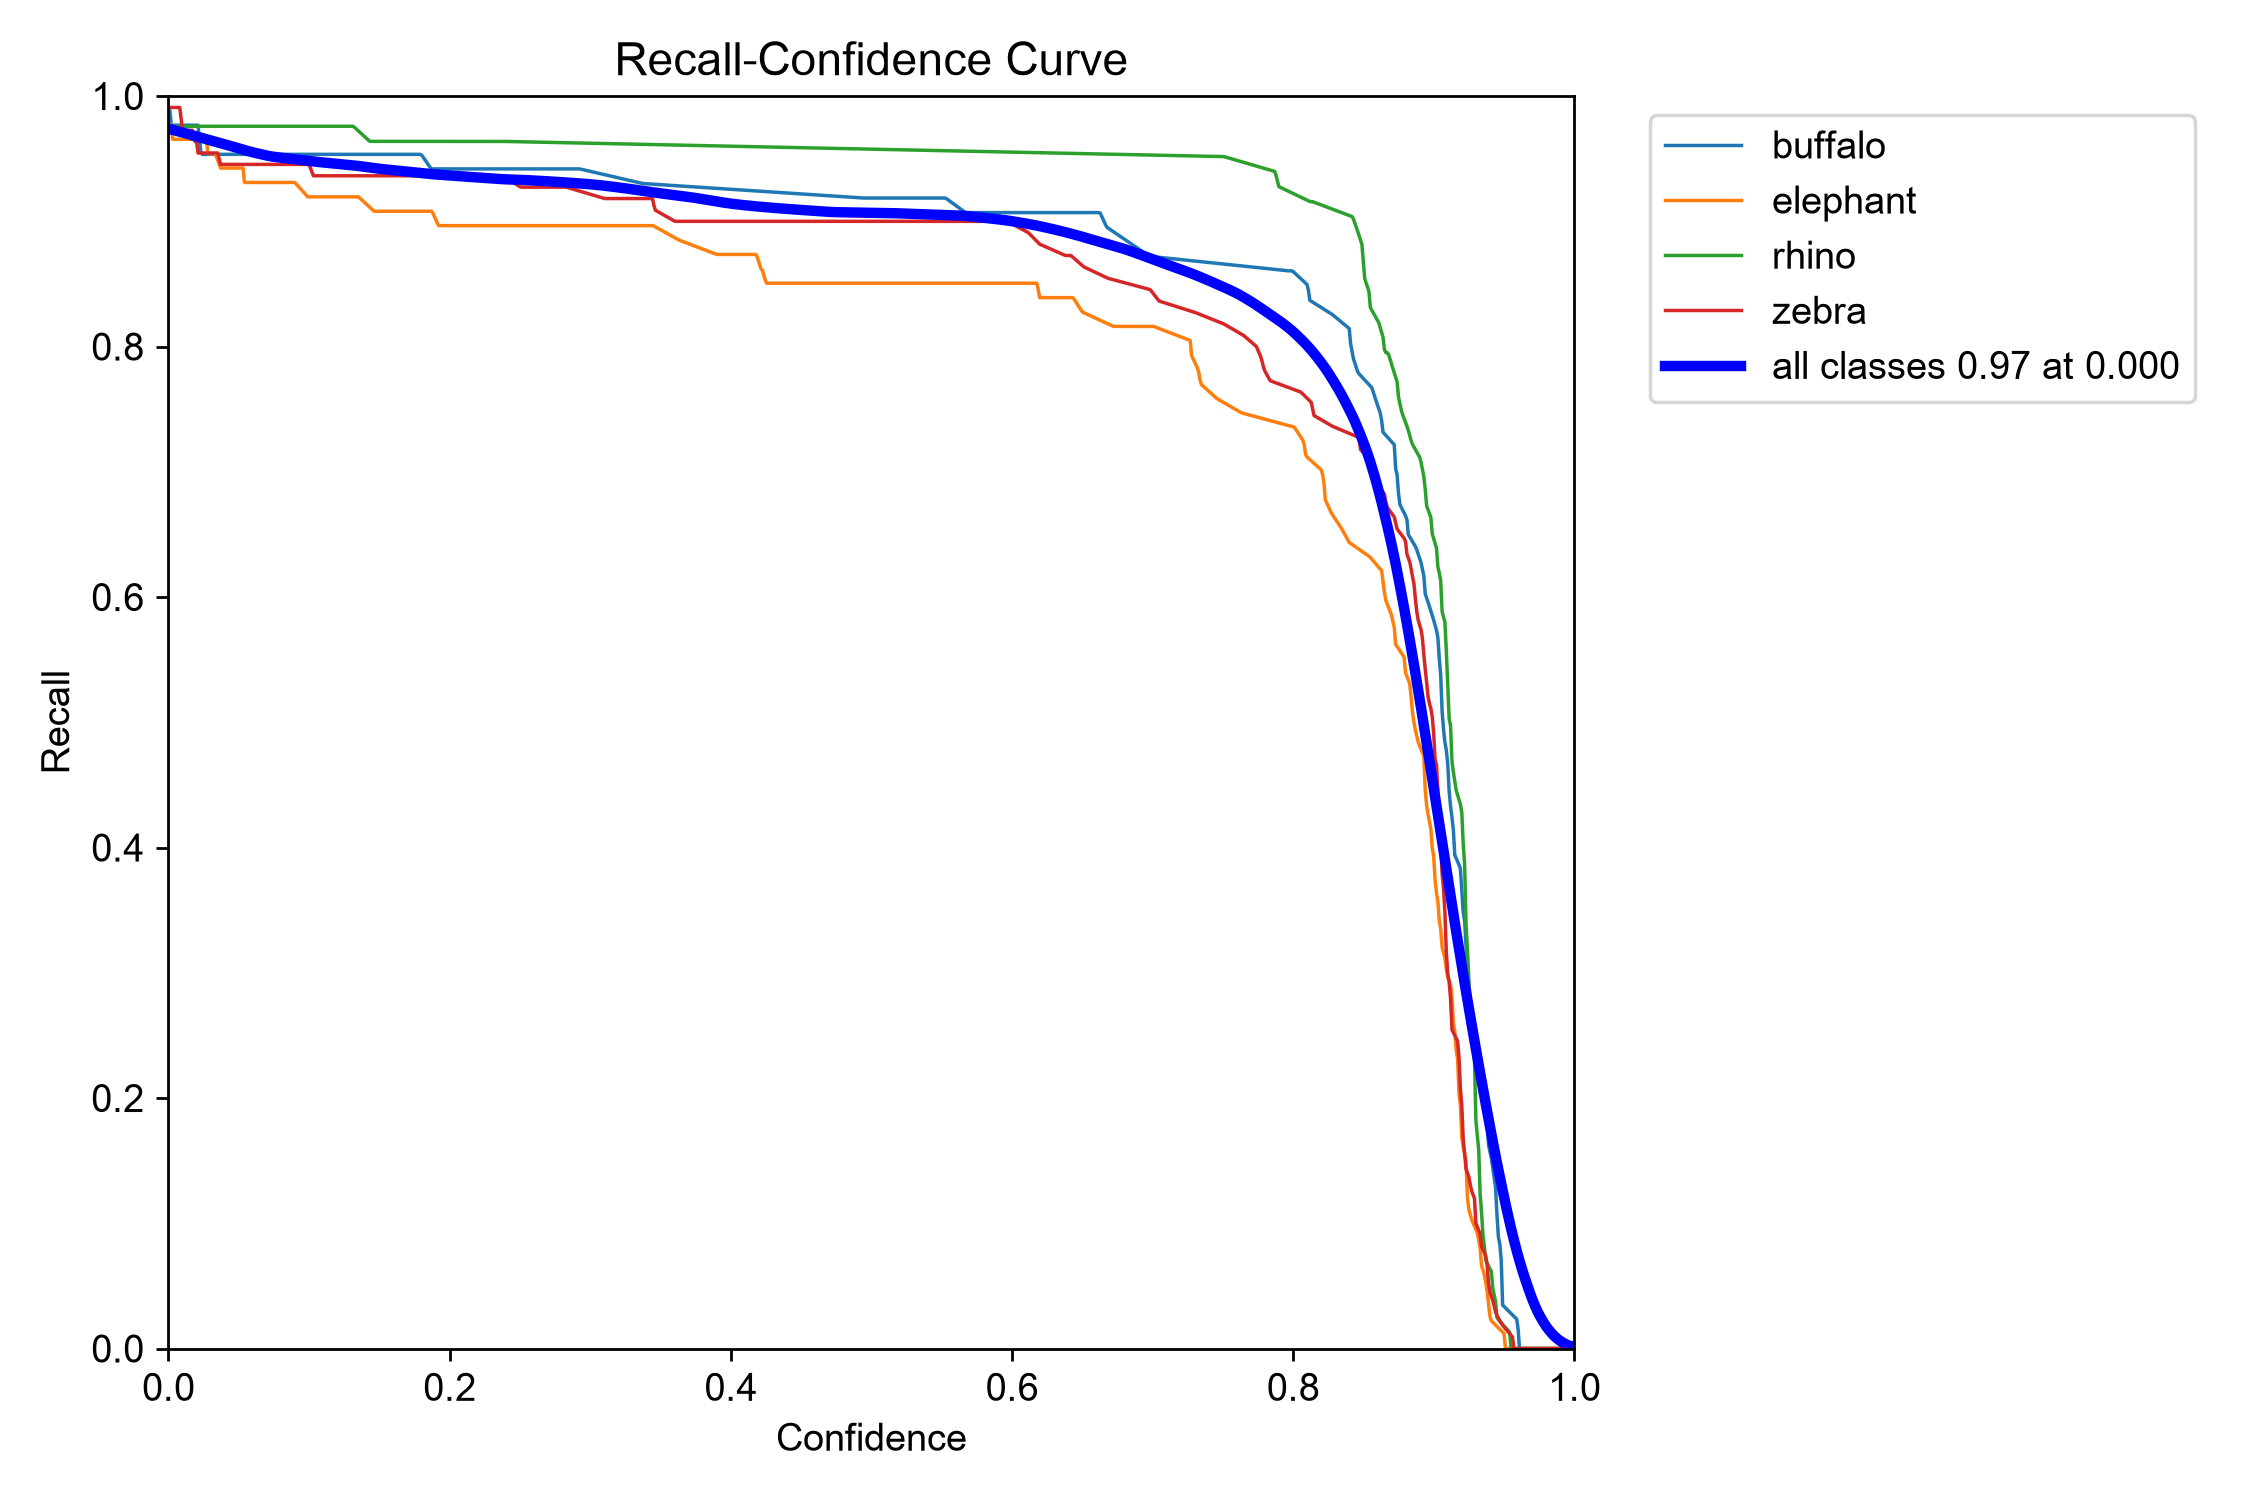 Recall-Confidence Curve
1.0
0.8
0.6
0.4
0.2
0.0
Recall
0.0 0.2 0.4 0.6 0.8 1.0
Confidence
buffalo
elephant
rhino
zebra
all classes 0.97 at 0.000